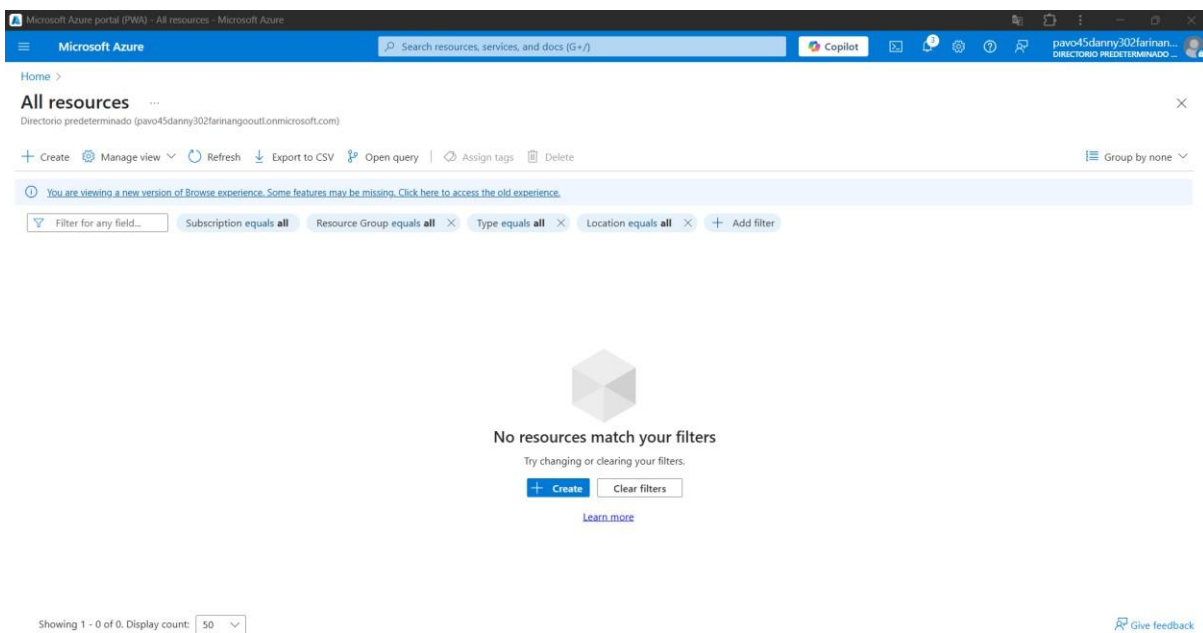 Microsoft Azure portal (PWA) - All resources - Microsoft Azure
Microsoft Azure
Search resources, services, and docs (G+/)
Copilot
3
pavo45danny302farinan...
DIRECTORIO PREDETERMINADO ...
Home >
All resources ...
Directorio predeterminado (pavo45danny302farinangooutl.onmicrosoft.com)
+ Create Manage view Refresh Export to CSV Open query | Assign tags Delete Group by none
You are viewing a new version of Browse experience. Some features may be missing. Click here to access the old experience.
Filter for any field... Subscription equals all Resource Group equals all Type equals all Location equals all + Add filter
No resources match your filters
Try changing or clearing your filters.
+ Create Clear filters
Learn more
Showing 1 - 0 of 0. Display count: 50 Give feedback